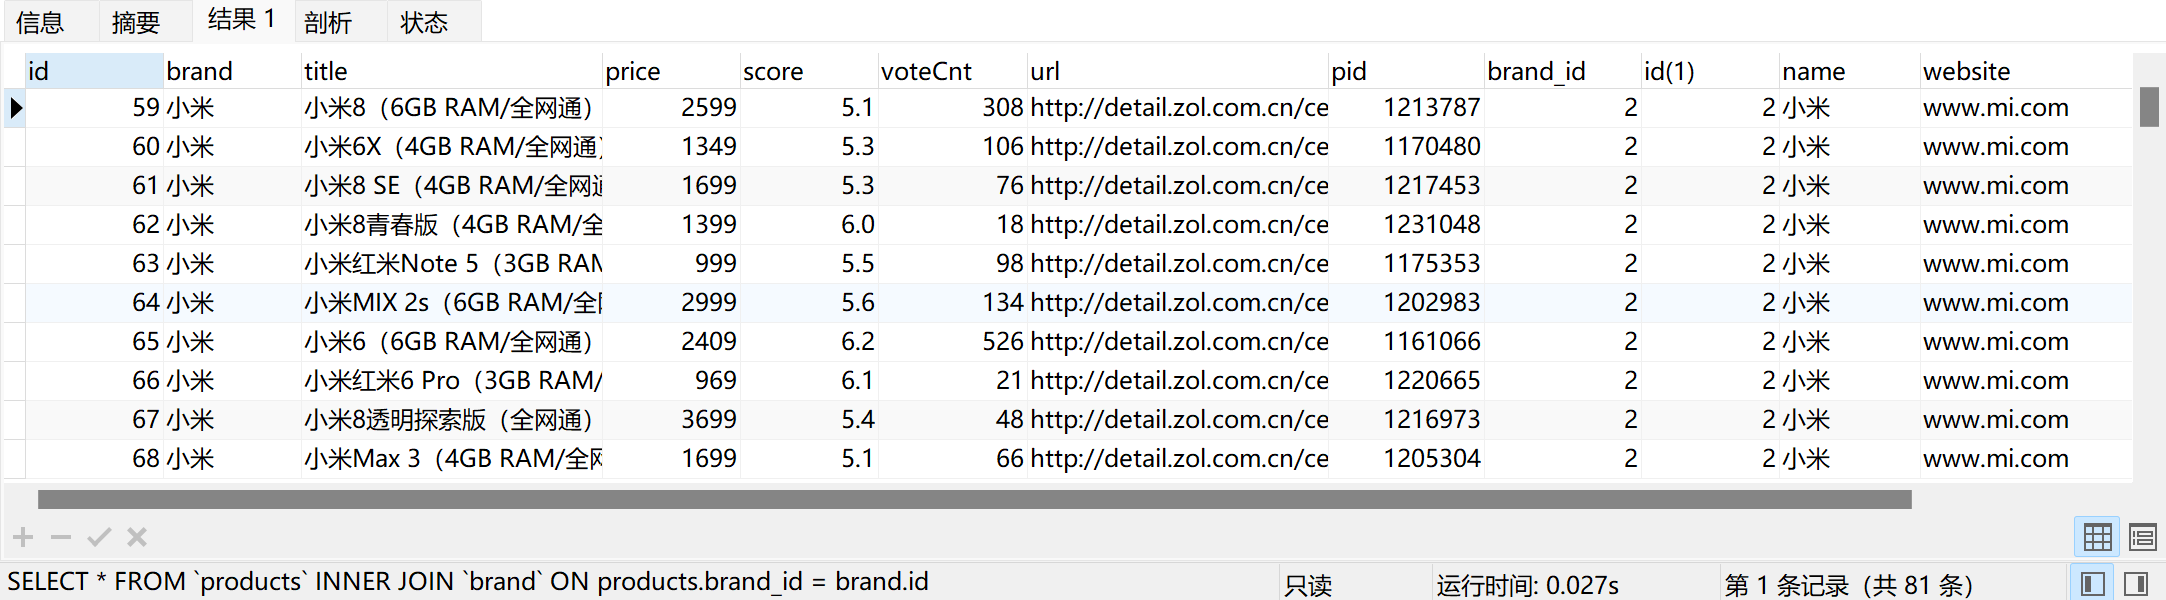 信息 摘要 结果 1 剖析 状态
id brand title price score voteCnt url pid brand_id id(1) name website
59 小米 小米8（6GB RAM/全网通） 2599 5.1 308 http://detail.zol.com.cn/ce 1213787 2 2 小米 www.mi.com
60 小米 小米6X（4GB RAM/全网通） 1349 5.3 106 http://detail.zol.com.cn/ce 1170480 2 2 小米 www.mi.com
61 小米 小米8 SE（4GB RAM/全网通 1699 5.3 76 http://detail.zol.com.cn/ce 1217453 2 2 小米 www.mi.com
62 小米 小米8青春版（4GB RAM/全 1399 6.0 18 http://detail.zol.com.cn/ce 1231048 2 2 小米 www.mi.com
63 小米 小米红米Note 5（3GB RAM 999 5.5 98 http://detail.zol.com.cn/ce 1175353 2 2 小米 www.mi.com
64 小米 小米MIX 2s（6GB RAM/全网 2999 5.6 134 http://detail.zol.com.cn/ce 1202983 2 2 小米 www.mi.com
65 小米 小米6（6GB RAM/全网通） 2409 6.2 526 http://detail.zol.com.cn/ce 1161066 2 2 小米 www.mi.com
66 小米 小米红米6 Pro（3GB RAM/ 969 6.1 21 http://detail.zol.com.cn/ce 1220665 2 2 小米 www.mi.com
67 小米 小米8透明探索版（全网通） 3699 5.4 48 http://detail.zol.com.cn/ce 1216973 2 2 小米 www.mi.com
68 小米 小米Max 3（4GB RAM/全网 1699 5.1 66 http://detail.zol.com.cn/ce 1205304 2 2 小米 www.mi.com
SELECT * FROM `products` INNER JOIN `brand` ON products.brand_id = brand.id 只读 运行时间: 0.027s 第 1 条记录（共 81 条）